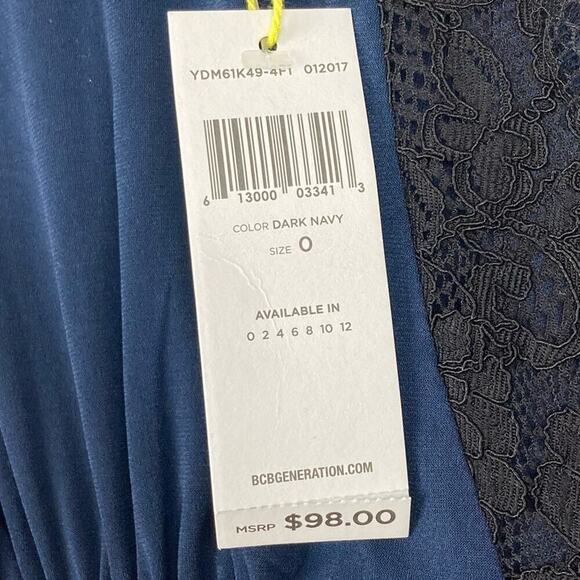 YDM61K49-4F1 012017
6 13000 03341 3
COLOR DARK NAVY
SIZE 0
AVAILABLE IN
0 2 4 6 8 10 12
BCBGENERATION.COM
MSRP $98.00